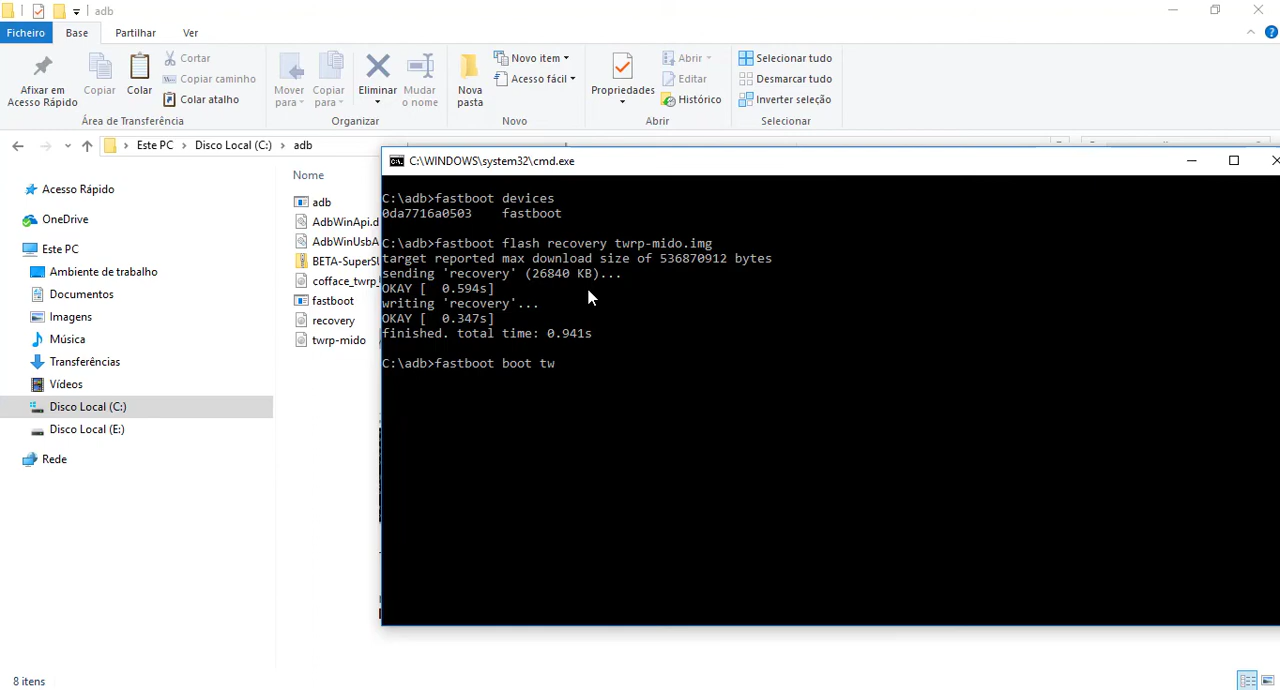 adb
Ficheiro Base Partilhar Ver
Afixar em Acesso Rápido
Copiar
Colar
Cortar
Copiar caminho
Colar atalho
Área de Transferência
Mover para
Copiar para
Eliminar
Mudar o nome
Organizar
Nova pasta
Novo item
Acesso fácil
Novo
Propriedades
Abrir
Editar
Histórico
Abrir
Selecionar tudo
Desmarcar tudo
Inverter seleção
Selecionar
Este PC > Disco Local (C:) > adb
Acesso Rápido
OneDrive
Este PC
Ambiente de trabalho
Documentos
Imagens
Música
Transferências
Vídeos
Disco Local (C:)
Disco Local (E:)
Rede
Nome
adb
AdbWinApi.d
AdbWinUsbA
BETA-SuperS
cofface_twrp_
fastboot
recovery
twrp-mido
C:\WINDOWS\system32\cmd.exe
C:\adb>fastboot devices
0da7716a0503 fastboot
C:\adb>fastboot flash recovery twrp-mido.img
target reported max download size of 536870912 bytes
sending 'recovery' (26840 KB)...
OKAY [ 0.594s]
writing 'recovery'...
OKAY [ 0.347s]
finished. total time: 0.941s
C:\adb>fastboot boot tw
8 itens